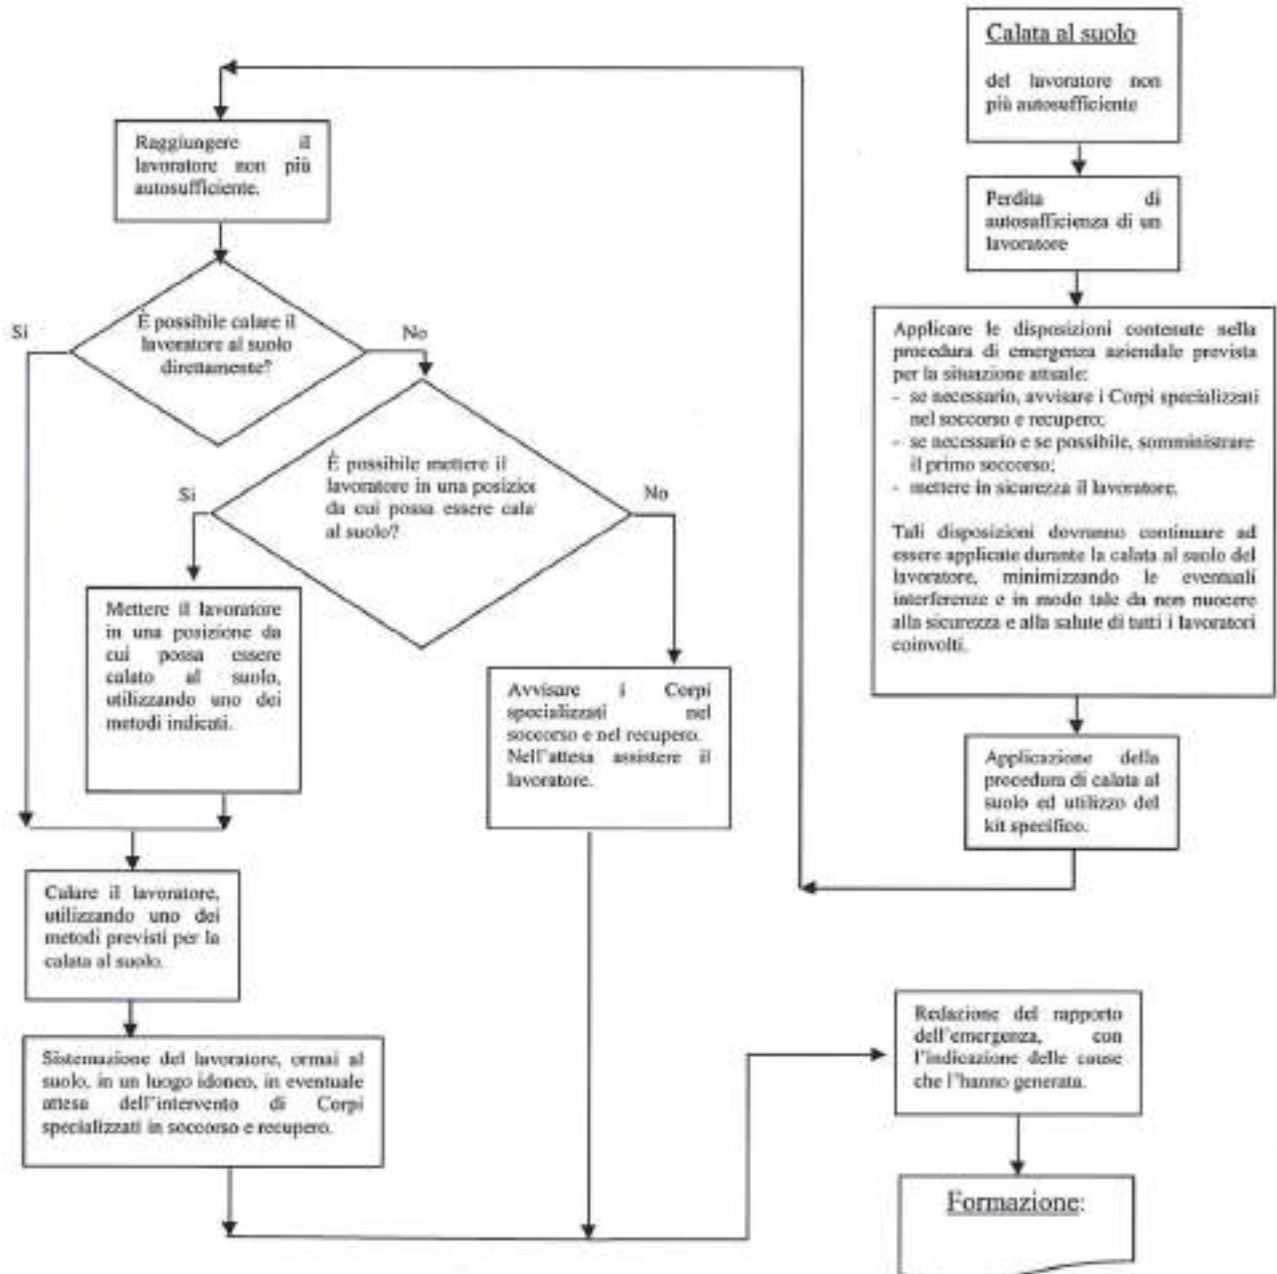 Calata al suolo
del lavoratore non
più autosufficiente
Perdita di
autosufficienza di un
lavoratore
Applicare le disposizioni contenute nella
procedura di emergenza aziendale prevista
per la situazione attuale:
- se necessario, avvisare i Corpi specializzati
nel soccorso e recupero;
- se necessario e se possibile, somministrare
il primo soccorso;
- mettere in sicurezza il lavoratore.
Tali disposizioni dovranno continuare ad
essere applicate durante la calata al suolo del
lavoratore, minimizzando le eventuali
interferenze e in modo tale da non nuocere
alla sicurezza e alla salute di tutti i lavoratori
coinvolti.
Applicazione della
procedura di calata al
suolo ed utilizzo del
kit specifico.
Raggiungere il
lavoratore non più
autosufficiente.
È possibile calare il
lavoratore al suolo
direttamente?
Si
No
È possibile mettere il
lavoratore in una posizior
da cui possa essere cala
al suolo?
Si
No
Mettere il lavoratore
in una posizione da
cui possa essere
calato al suolo,
utilizzando uno dei
metodi indicati.
Avvisare i Corpi
specializzati nel
soccorso e nel recupero.
Nell'attesa assistere il
lavoratore.
Calare il lavoratore,
utilizzando uno dei
metodi previsti per la
calata al suolo.
Sistemazione del lavoratore, ormai al
suolo, in un luogo idoneo, in eventuale
attesa dell'intervento di Corpi
specializzati in soccorso e recupero.
Redazione del rapporto
dell'emergenza, con
l'indicazione delle cause
che l'hanno generata.
Formazione: